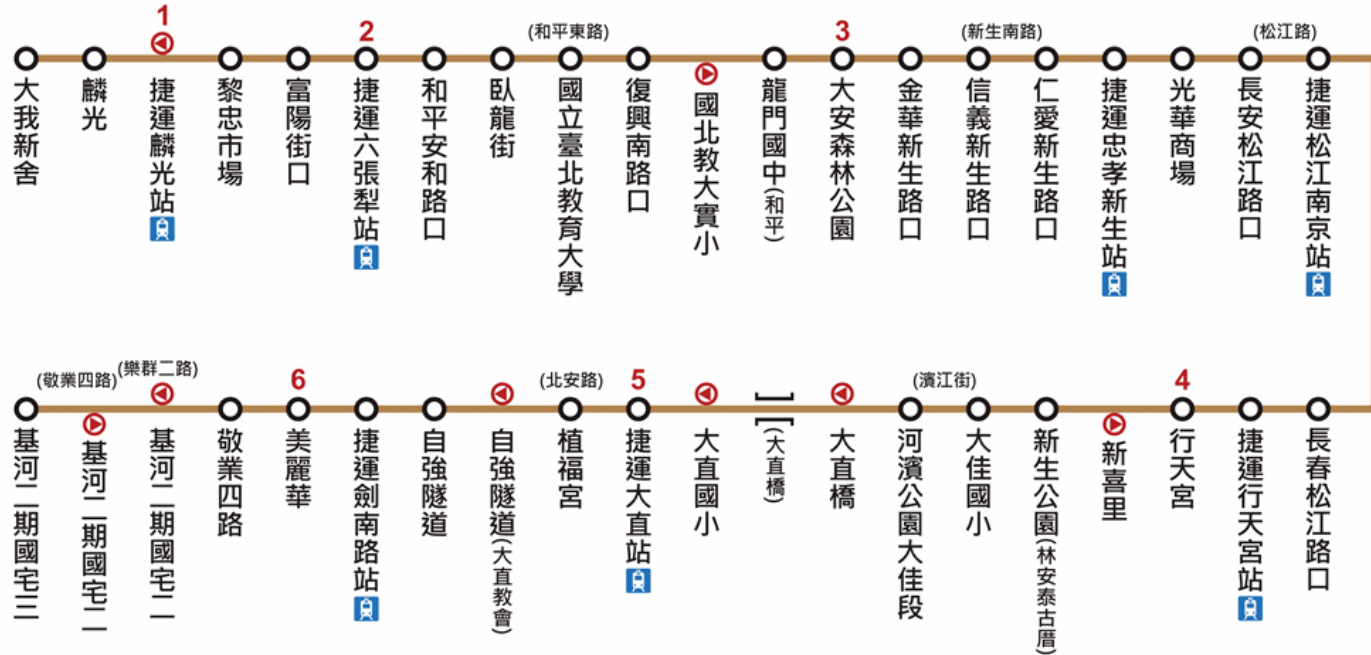 1
2
(和平東路)
3
(新生南路)
(松江路)
大我新舍
麟光
捷運麟光站
黎忠市場
富陽街口
捷運六張犁站
和平安和路口
臥龍街
國立臺北教育大學
復興南路口
國北教大實小
龍門國中(和平)
大安森林公園
金華新生路口
信義新生路口
仁愛新生路口
捷運忠孝新生站
光華商場
長安松江路口
捷運松江南京站
(敬業四路)
(樂群二路)
6
(北安路)
5
(濱江街)
4
基河二期國宅三
基河二期國宅二
基河二期國宅二
敬業四路
美麗華
捷運劍南路站
自強隧道
自強隧道(大直教會)
植福宮
捷運大直站
大直國小
(大直橋)
大直橋
河濱公園大佳段
大佳國小
新生公園(林安泰古厝)
新喜里
行天宮
捷運行天宮站
長春松江路口